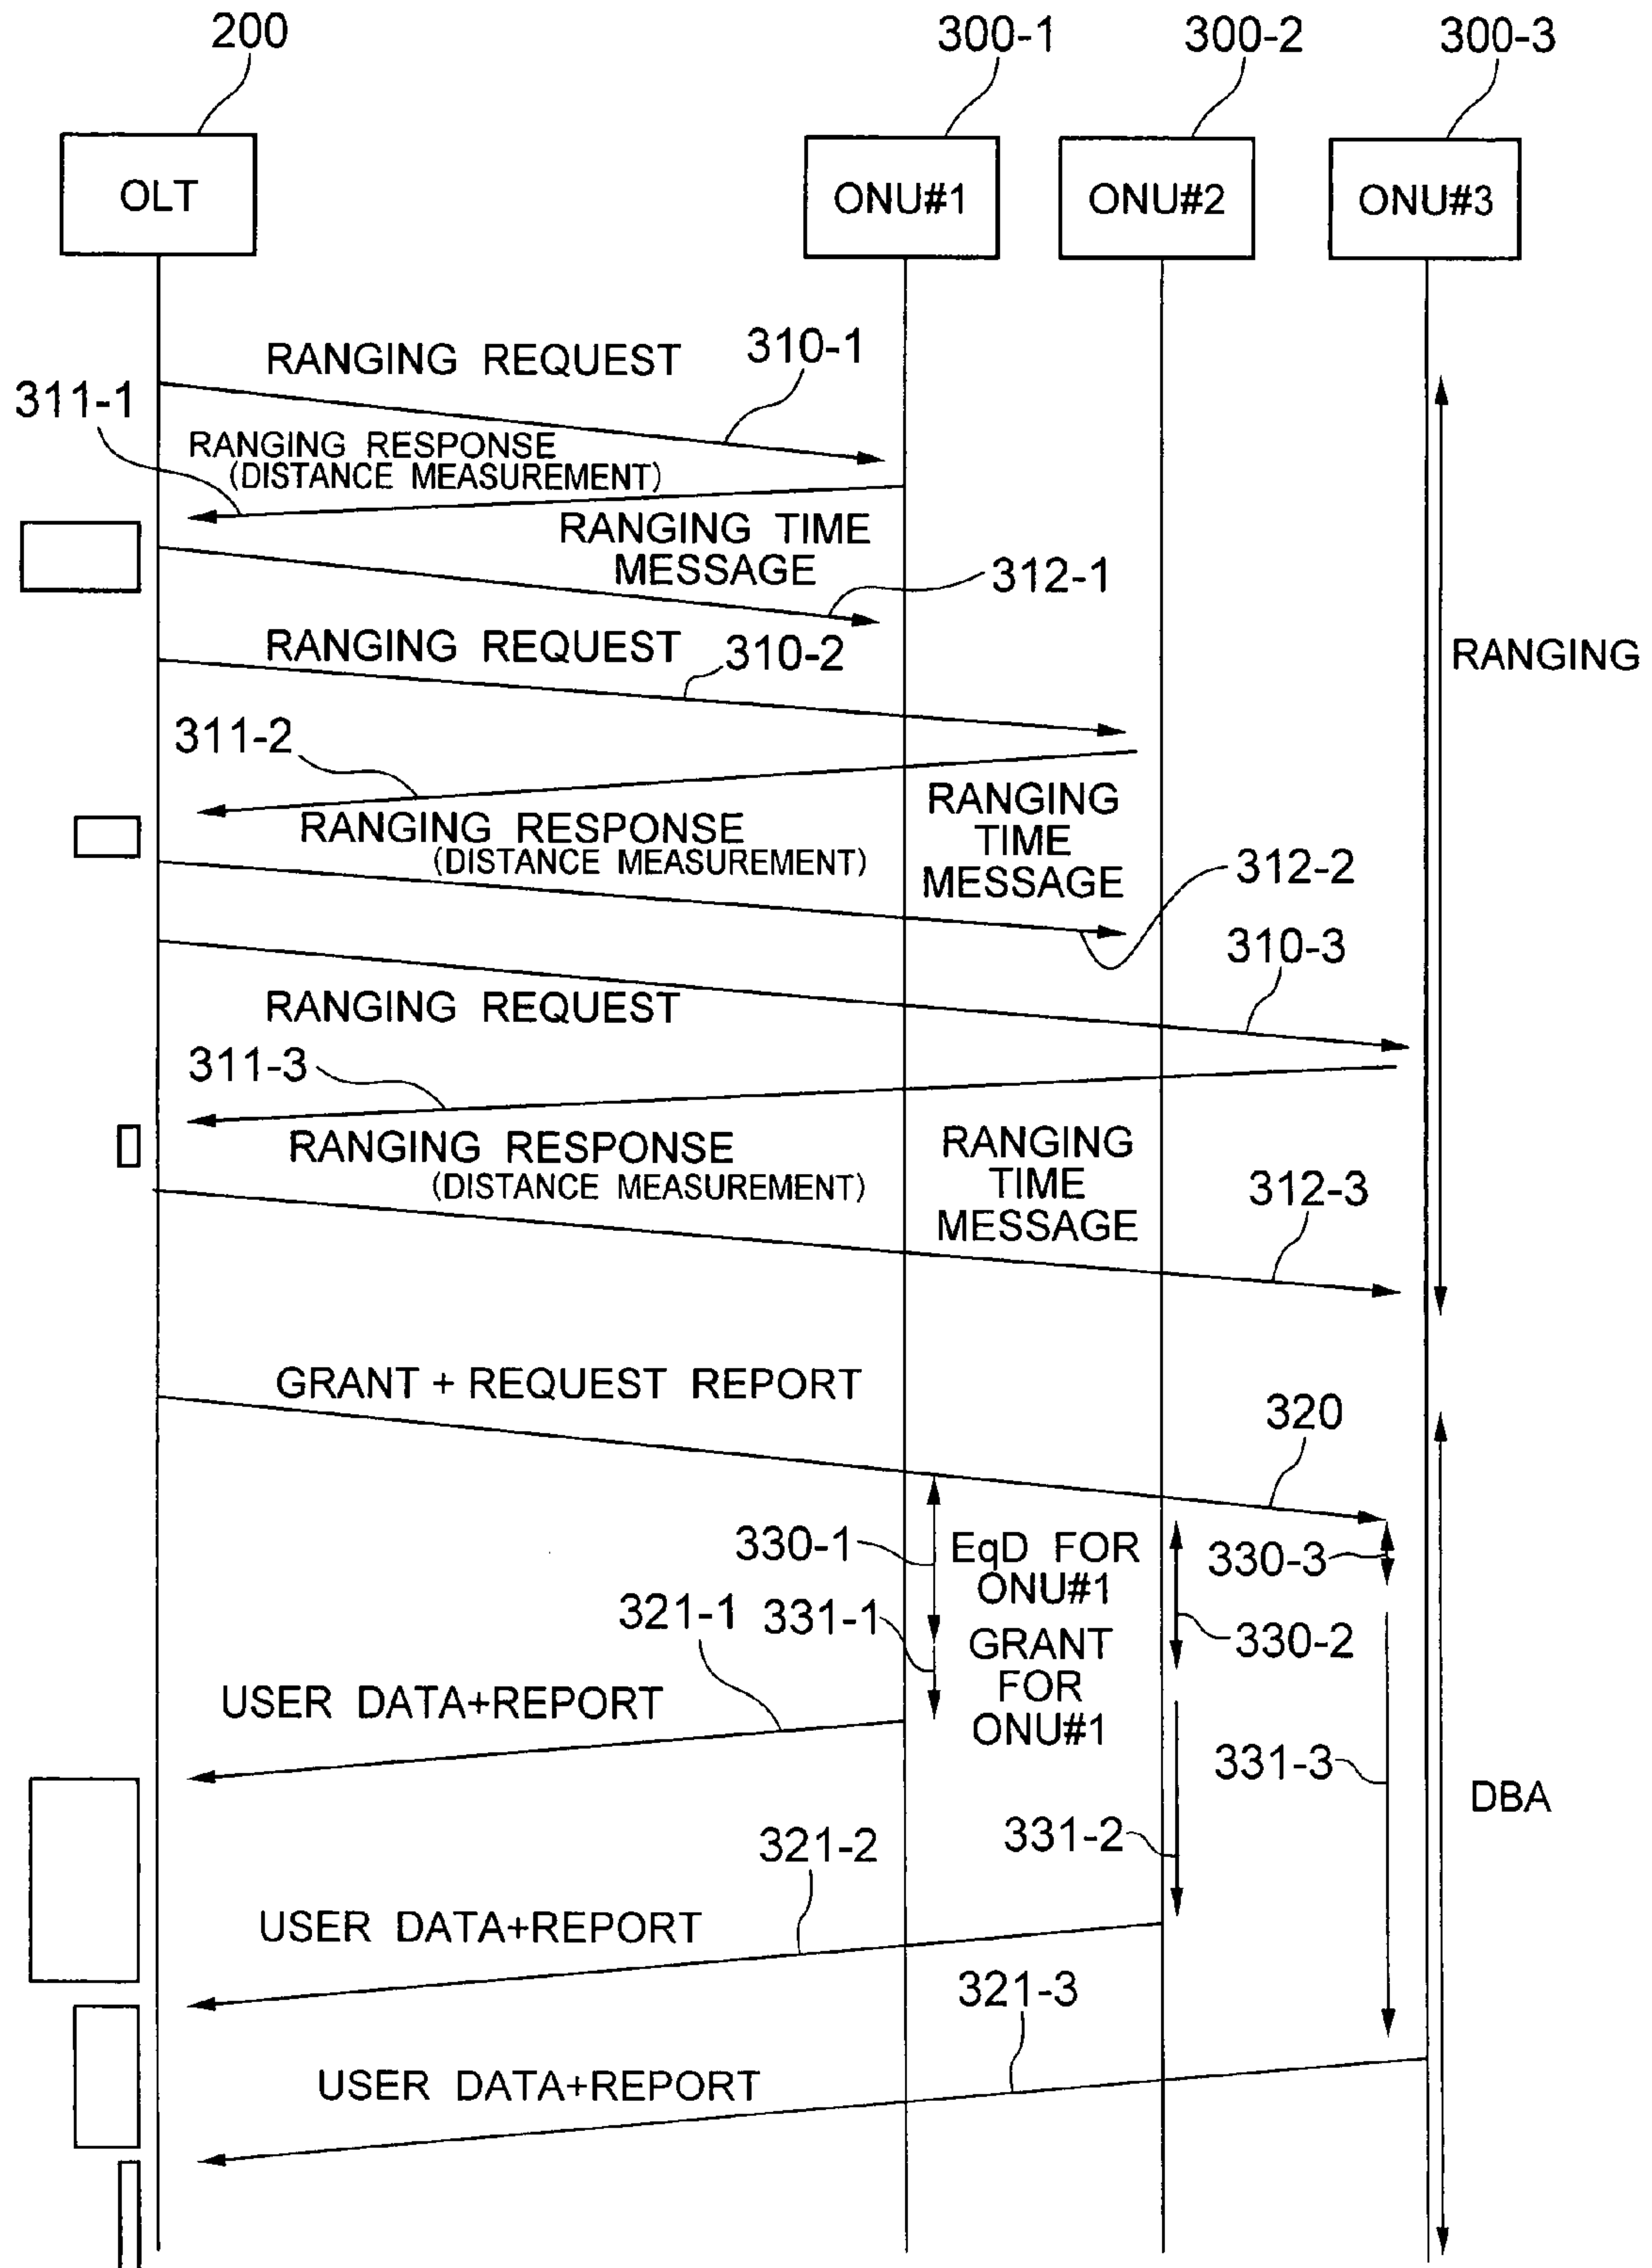 200
300-1
300-2
300-3
OLT
ONU#1
ONU#2
ONU#3
RANGING REQUEST
310-1
311-1
RANGING RESPONSE
(DISTANCE MEASUREMENT)
RANGING TIME
MESSAGE
312-1
RANGING REQUEST
310-2
RANGING
311-2
RANGING RESPONSE
(DISTANCE MEASUREMENT)
RANGING
TIME
MESSAGE
312-2
310-3
RANGING REQUEST
311-3
RANGING RESPONSE
(DISTANCE MEASUREMENT)
RANGING
TIME
MESSAGE
312-3
GRANT + REQUEST REPORT
320
330-1
EqD FOR
ONU#1
330-3
321-1
331-1
GRANT
FOR
ONU#1
330-2
USER DATA+REPORT
331-3
DBA
321-2
331-2
USER DATA+REPORT
321-3
USER DATA+REPORT